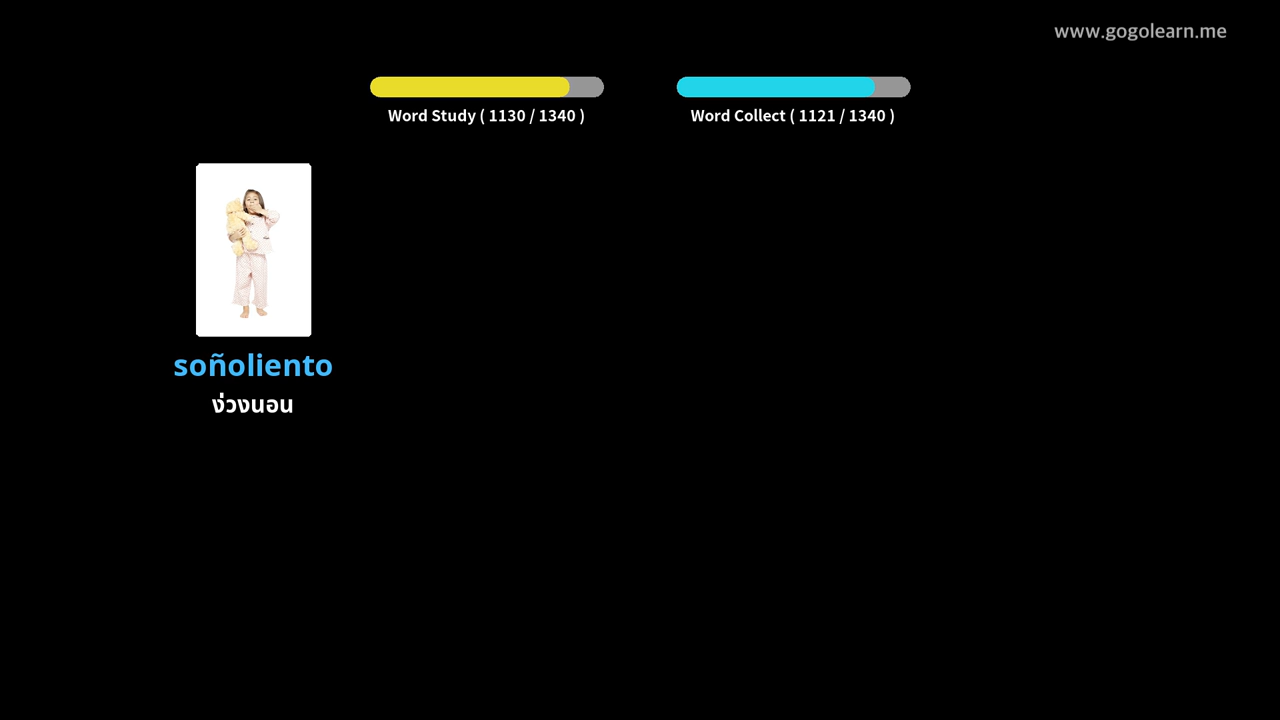 www.gogolearn.me
Word Study ( 1130 / 1340 )
Word Collect ( 1121 / 1340 )
soñoliento
ง่วงนอน